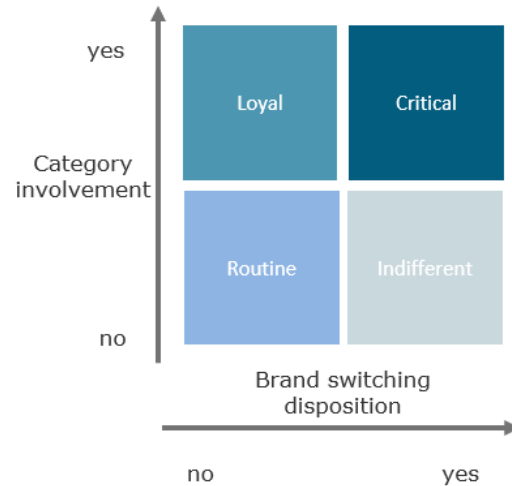 yes
Loyal
Critical
Category
involvement
Routine
Indifferent
no
Brand switching
disposition
no
yes